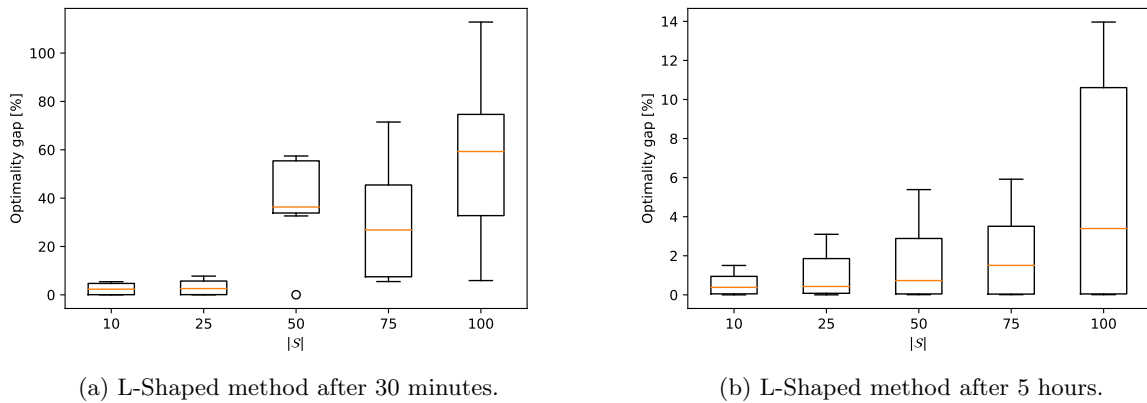 100
80
60
40
20
0
Optimality gap [%]
10 25 50 75 100
|𝒮|
(a) L-Shaped method after 30 minutes.
14
12
10
8
6
4
2
0
Optimality gap [%]
10 25 50 75 100
|𝒮|
(b) L-Shaped method after 5 hours.